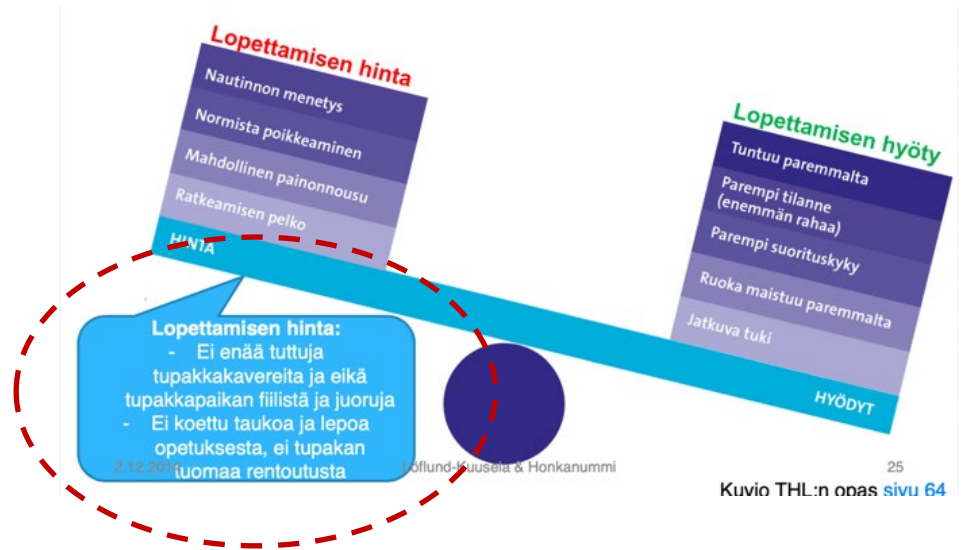 Lopettamisen hinta
Nautinnon menetys
Normista poikkeaminen
Mahdollinen painonnousu
Ratkeamisen pelko
HINTA
Lopettamisen hyöty
Tuntuu paremmalta
Parempi tilanne
(enemmän rahaa)
Parempi suorituskyky
Ruoka maistuu paremmalta
Jatkuva tuki
HYÖDYT
Lopettamisen hinta:
- Ei enää tuttuja
tupakkakavereita ja eikä
tupakkapaikan fiilistä ja juoruja
- Ei koettu taukoa ja lepoa
opetuksesta, ei tupakan
tuomaa rentoutusta
Löflund-Kuusela & Honkanummi
25
Kuvio THL:n opas sivu 64